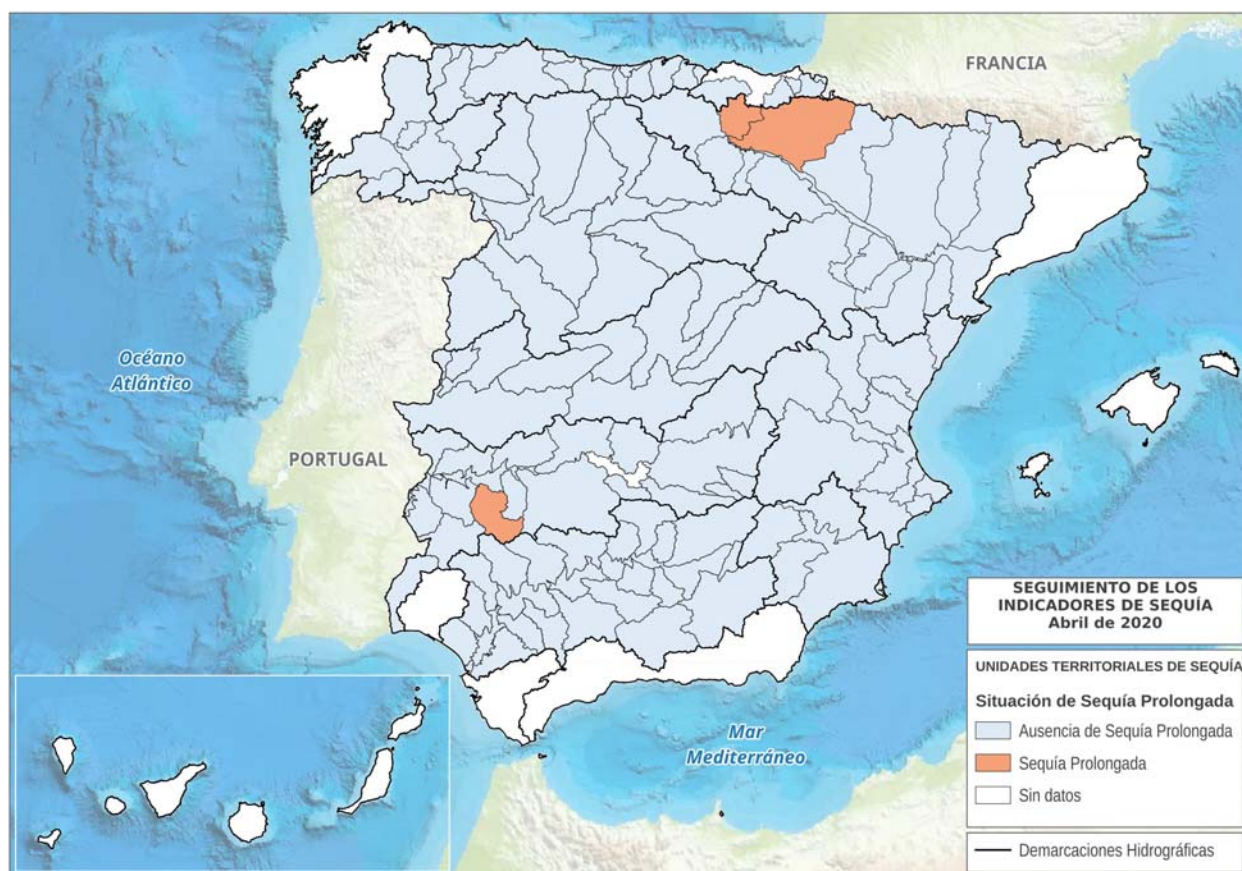 FRANCIA
Océano
Atlántico
PORTUGAL
Mar
Mediterráneo
SEGUIMIENTO DE LOS
INDICADORES DE SEQUÍA
Abril de 2020
UNIDADES TERRITORIALES DE SEQUÍA
Situación de Sequía Prolongada
Ausencia de Sequía Prolongada
Sequía Prolongada
Sin datos
Demarcaciones Hidrográficas